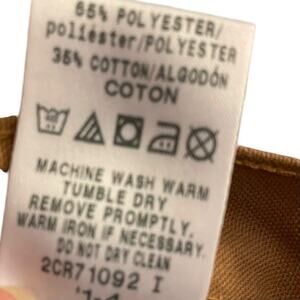 65% POLYESTER/
poliéster/POLYESTER
35% COTTON/ALGODÓN
COTON
MACHINE WASH WARM
TUMBLE DRY
REMOVE PROMPTLY.
WARM IRON IF NECESSARY.
DO NOT DRY CLEAN
2CR71092 I